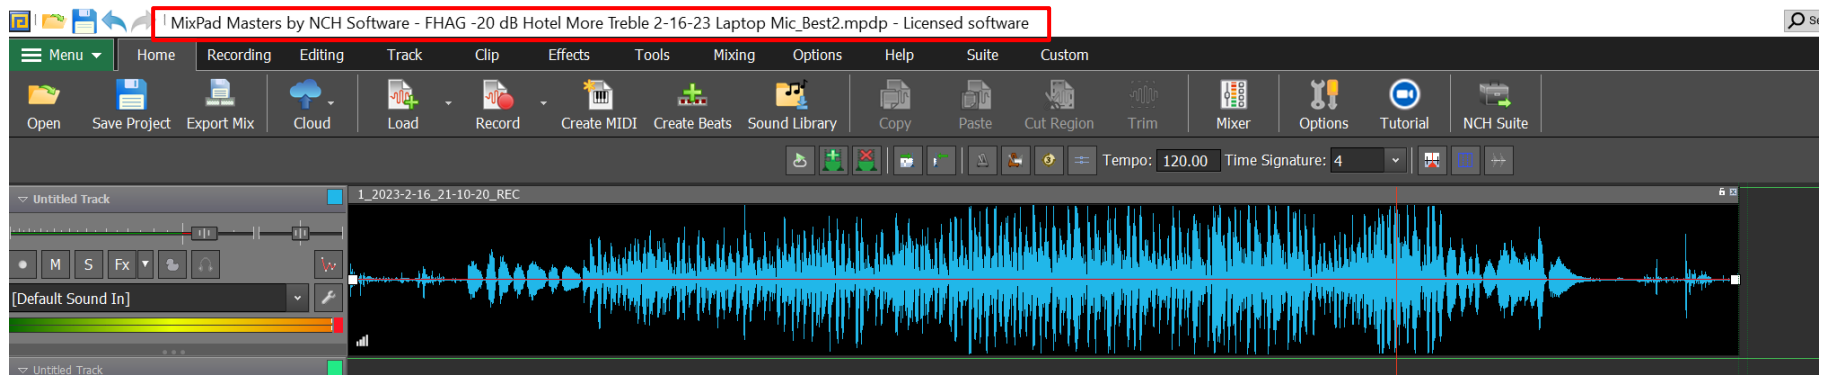 MixPad Masters by NCH Software - FHAG -20 dB Hotel More Treble 2-16-23 Laptop Mic_Best2.mpdp - Licensed software
Menu Home Recording Editing Track Clip Effects Tools Mixing Options Help Suite Custom
Open Save Project Export Mix Cloud Load Record Create MIDI Create Beats Sound Library Copy Paste Cut Region Trim Mixer Options Tutorial NCH Suite
Tempo: 120.00 Time Signature: 4
Untitled Track
1_2023-2-16_21-10-20_REC
M S Fx
[Default Sound In]
Untitled Track